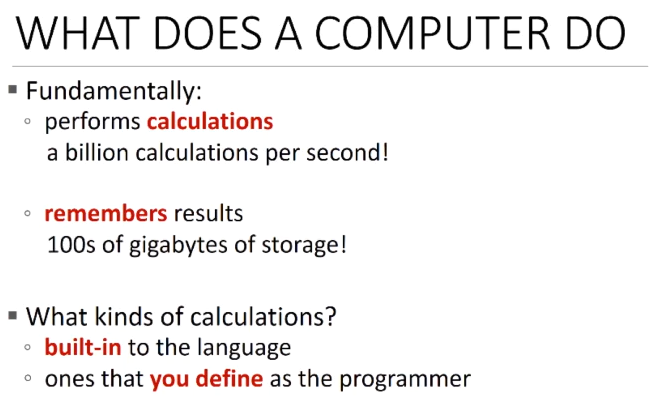 WHAT DOES A COMPUTER DO
▪ Fundamentally:
◦ performs calculations
a billion calculations per second!
◦ remembers results
100s of gigabytes of storage!
▪ What kinds of calculations?
◦ built-in to the language
◦ ones that you define as the programmer